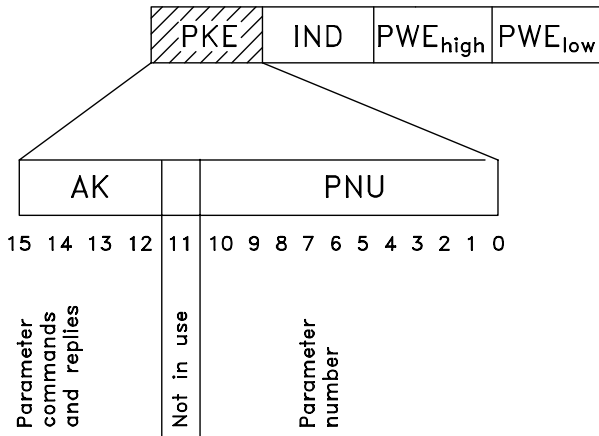 PKE IND PWEhigh PWElow
AK PNU
15 14 13 12 11 10 9 8 7 6 5 4 3 2 1 0
Parameter
commands
and replies
Not in use
Parameter
number